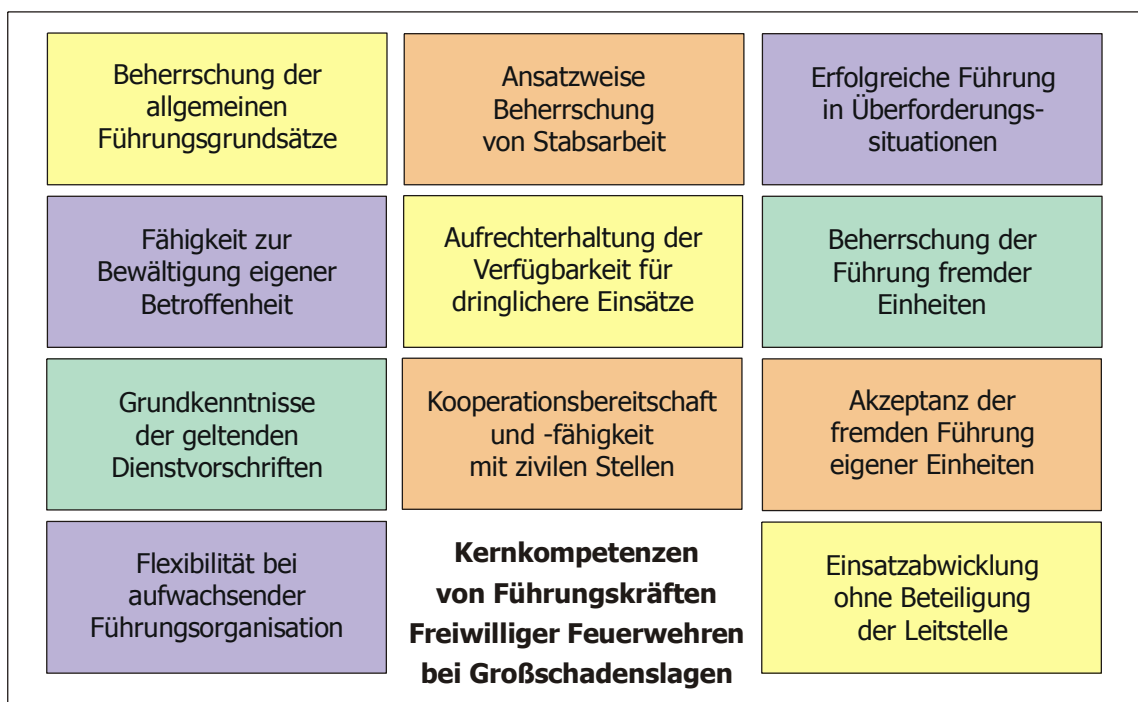 Beherrschung der
allgemeinen
Führungsgrundsätze
Ansatzweise
Beherrschung
von Stabsarbeit
Erfolgreiche Führung
in Überforderungs-
situationen
Fähigkeit zur
Bewältigung eigener
Betroffenheit
Aufrechterhaltung der
Verfügbarkeit für
dringlichere Einsätze
Beherrschung der
Führung fremder
Einheiten
Grundkenntnisse
der geltenden
Dienstvorschriften
Kooperationsbereitschaft
und -fähigkeit
mit zivilen Stellen
Akzeptanz der
fremden Führung
eigener Einheiten
Flexibilität bei
aufwachsender
Führungsorganisation
Kernkompetenzen
von Führungskräften
Freiwilliger Feuerwehren
bei Großschadenslagen
Einsatzabwicklung
ohne Beteiligung
der Leitstelle